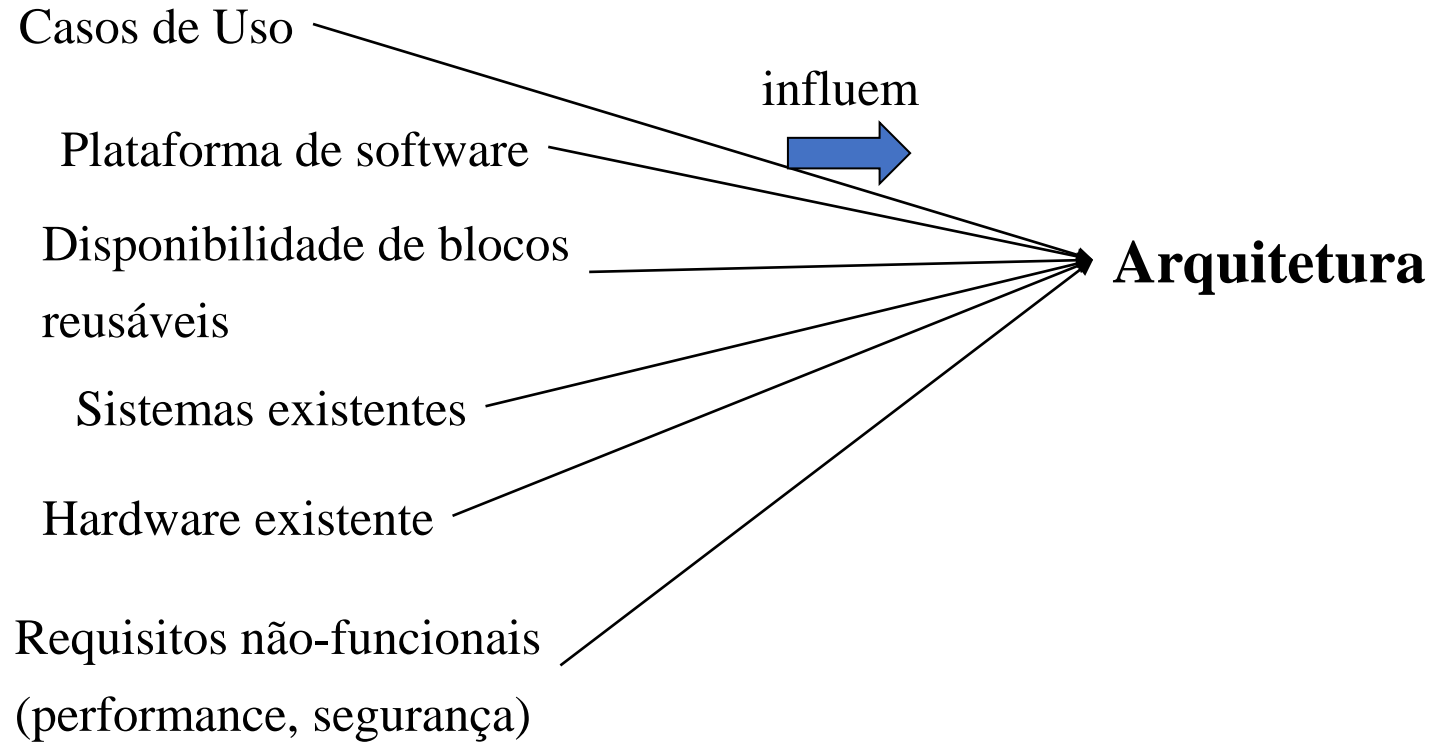 Casos de Uso
influem
Plataforma de software
Disponibilidade de blocos
reusáveis
Arquitetura
Sistemas existentes
Hardware existente
Requisitos não-funcionais
(performance, segurança)